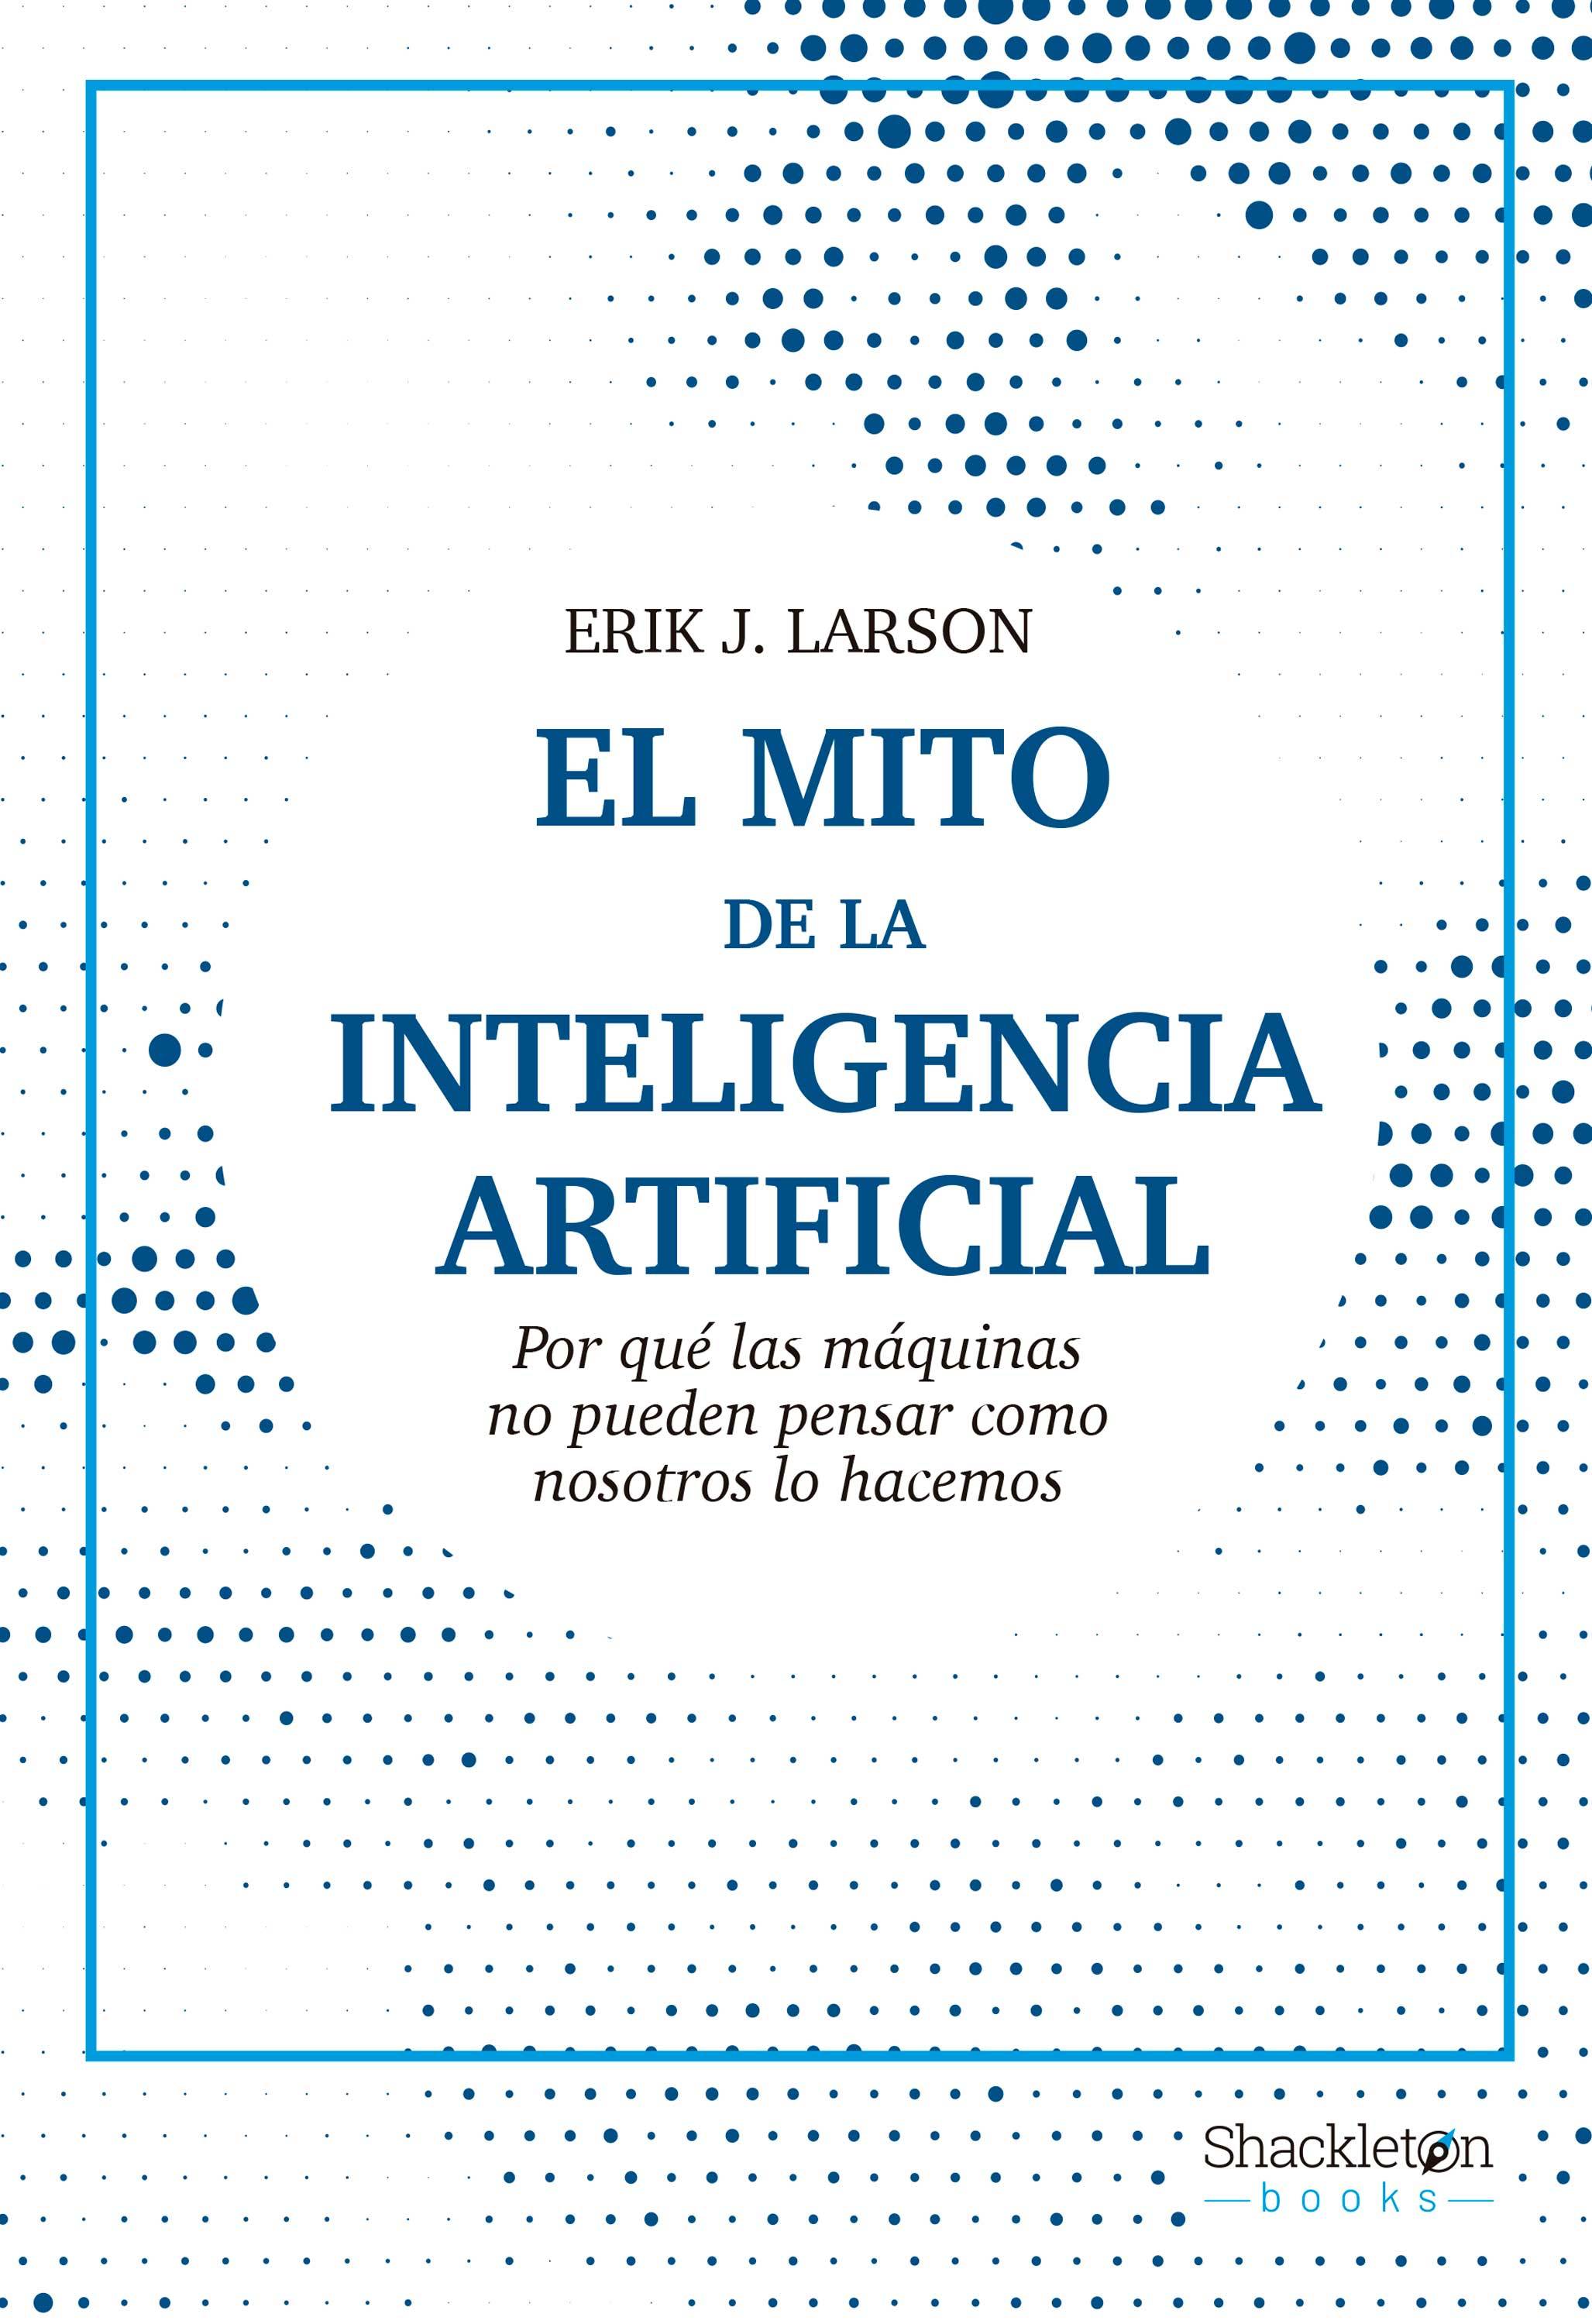 ERIK J. LARSON
EL MITO
DE LA
INTELIGENCIA
ARTIFICIAL
Por qué las máquinas
no pueden pensar como
nosotros lo hacemos
Shackleton
books